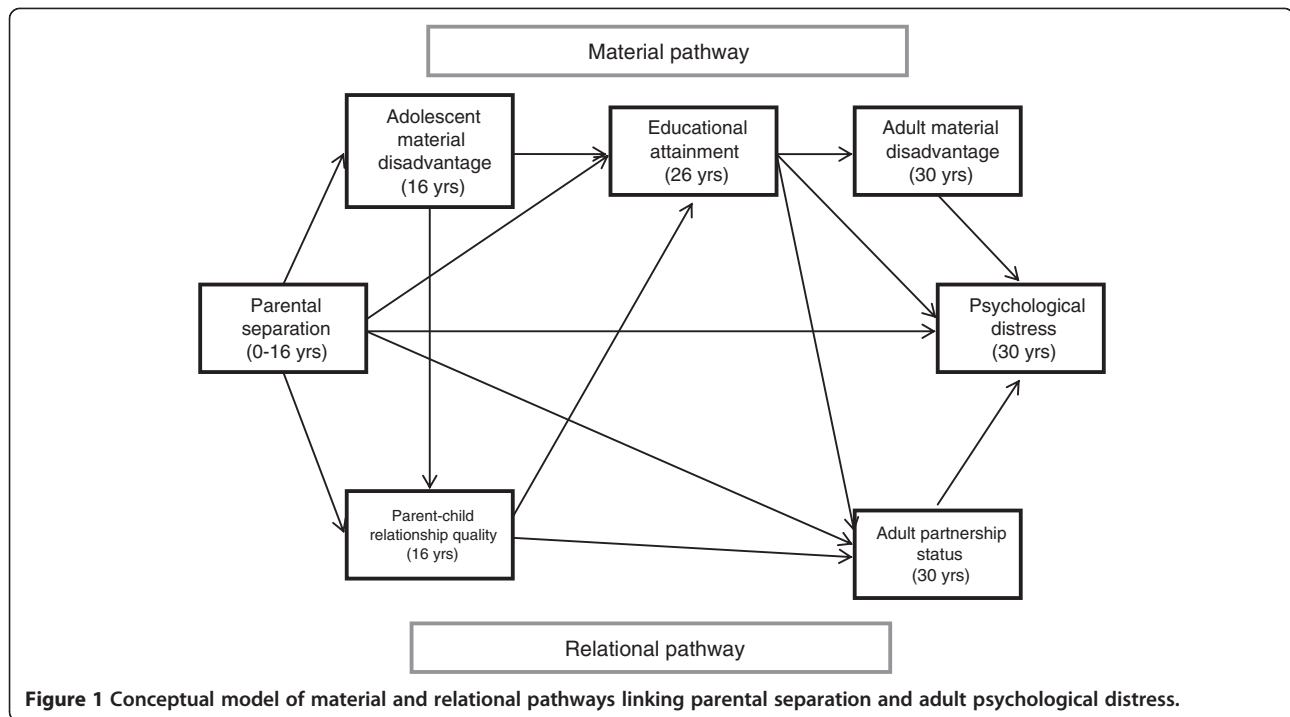 Material pathway
Adolescent
material
disadvantage
(16 yrs)
Educational
attainment
(26 yrs)
Adult material
disadvantage
(30 yrs)
Parental
separation
(0-16 yrs)
Psychological
distress
(30 yrs)
Parent-child
relationship quality
(16 yrs)
Adult partnership
status
(30 yrs)
Relational pathway
Figure 1 Conceptual model of material and relational pathways linking parental separation and adult psychological distress.